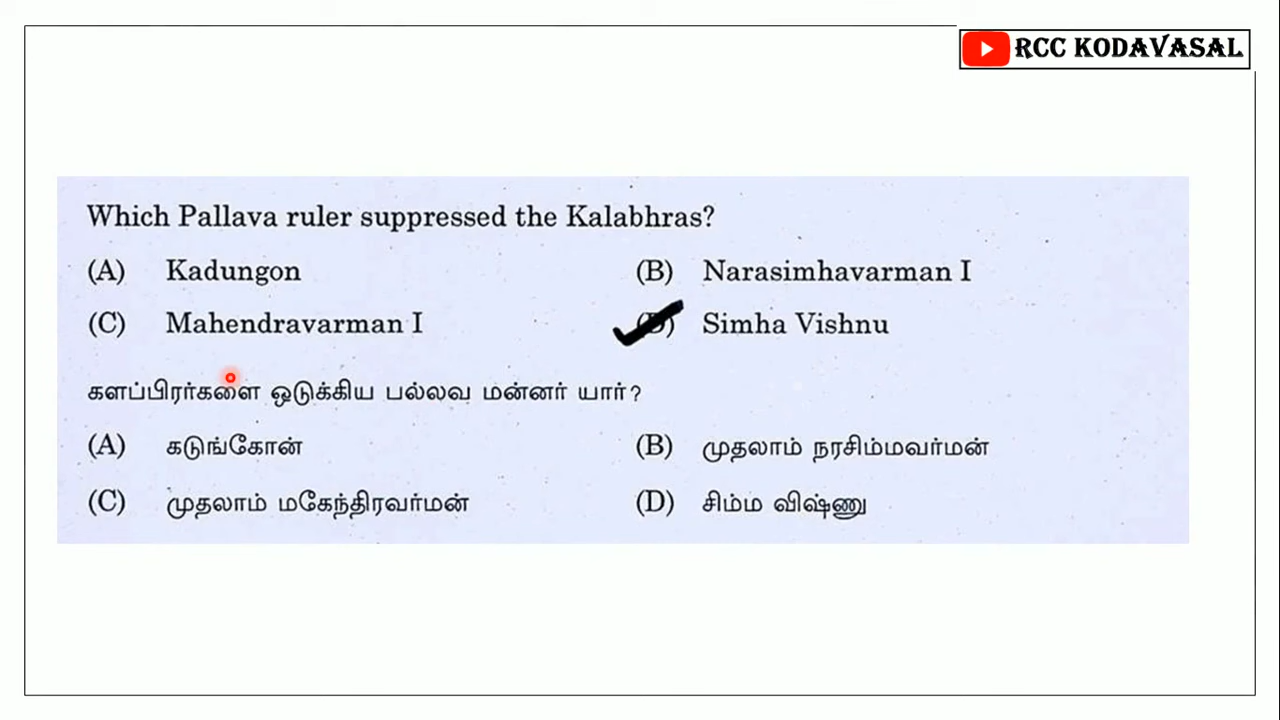 RCC KODAVASAL
Which Pallava ruler suppressed the Kalabhras?
(A) Kadungon (B) Narasimhavarman I
(C) Mahendravarman I (D) Simha Vishnu
களப்பிரர்களை ஒடுக்கிய பல்லவ மன்னர் யார்?
(A) கடுங்கோன் (B) முதலாம் நரசிம்மவர்மன்
(C) முதலாம் மகேந்திரவர்மன் (D) சிம்ம விஷ்ணு